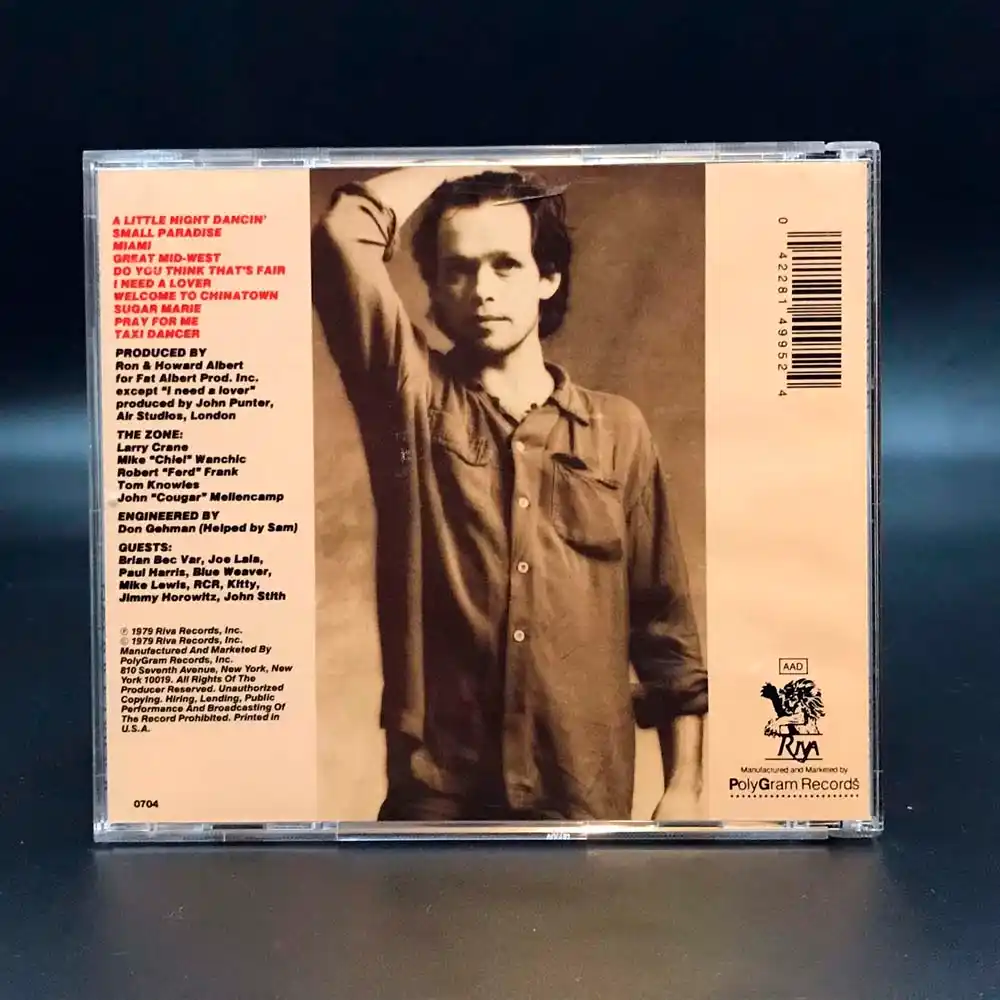 A LITTLE NIGHT DANCIN'
SMALL PARADISE
MIAMI
GREAT MID-WEST
DO YOU THINK THAT'S FAIR
I NEED A LOVER
WELCOME TO CHINATOWN
SUGAR MARIE
PRAY FOR ME
TAXI DANCER
PRODUCED BY
Ron & Howard Albert
for Fat Albert Prod. Inc.
except "I need a lover"
produced by John Punter,
Air Studios, London
THE ZONE:
Larry Crane
Mike "Chief" Wanchic
Robert "Ferd" Frank
Tom Knowles
John "Cougar" Mellencamp
ENGINEERED BY
Don Gehman (Helped by Sam)
GUESTS:
Brian Bec Var, Joe Lala,
Paul Harris, Blue Weaver,
Mike Lewis, RCR, Kitty,
Jimmy Horowitz, John Stith
℗ 1979 Riva Records, Inc.
© 1979 Riva Records, Inc.
Manufactured And Marketed By
PolyGram Records, Inc.
810 Seventh Avenue, New York, New
York 10019. All Rights Of The
Producer Reserved. Unauthorized
Copying. Hiring, Lending, Public
Performance And Broadcasting Of
The Record Prohibited. Printed in
U.S.A.
0704
0 42281 49952 4
AAD
RIVA
Manufactured and Marketed by
PolyGram Records